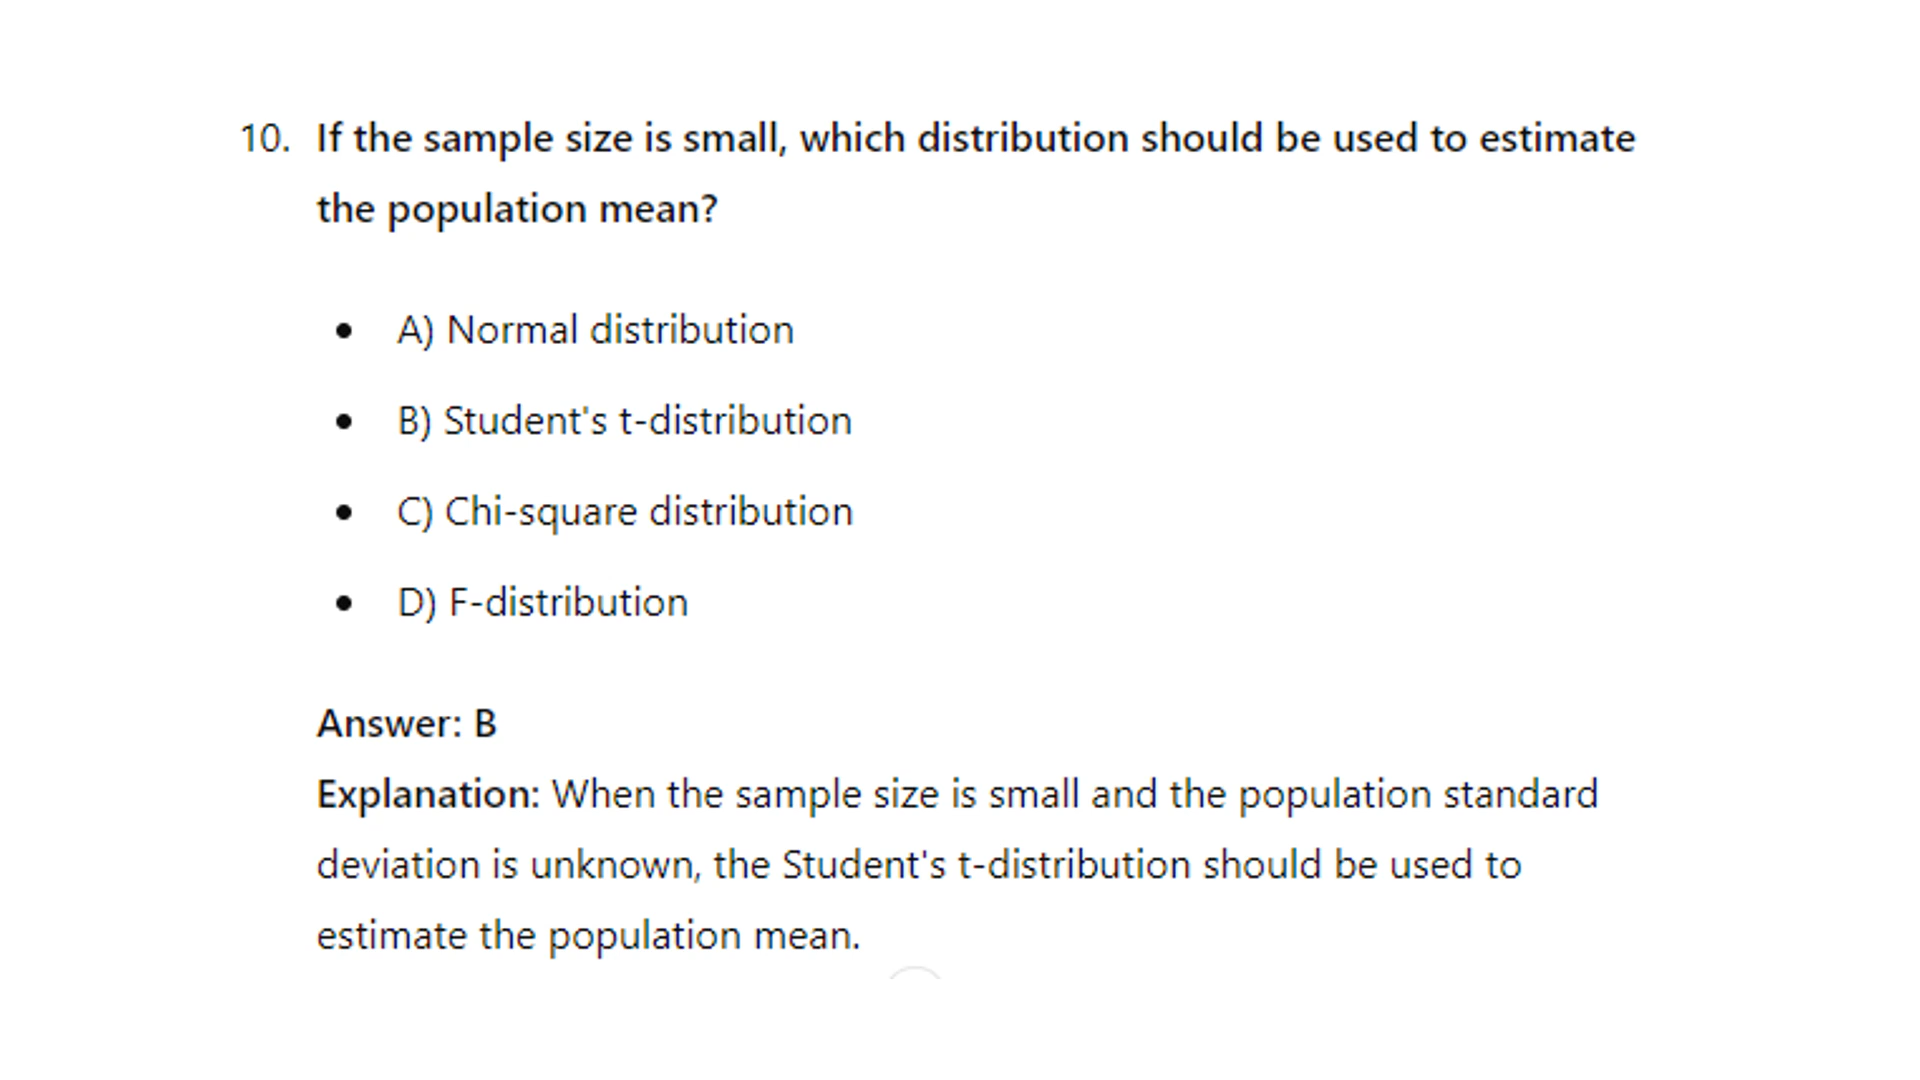 10. If the sample size is small, which distribution should be used to estimate
the population mean?
• A) Normal distribution
• B) Student's t-distribution
• C) Chi-square distribution
• D) F-distribution
Answer: B
Explanation: When the sample size is small and the population standard
deviation is unknown, the Student's t-distribution should be used to
estimate the population mean.